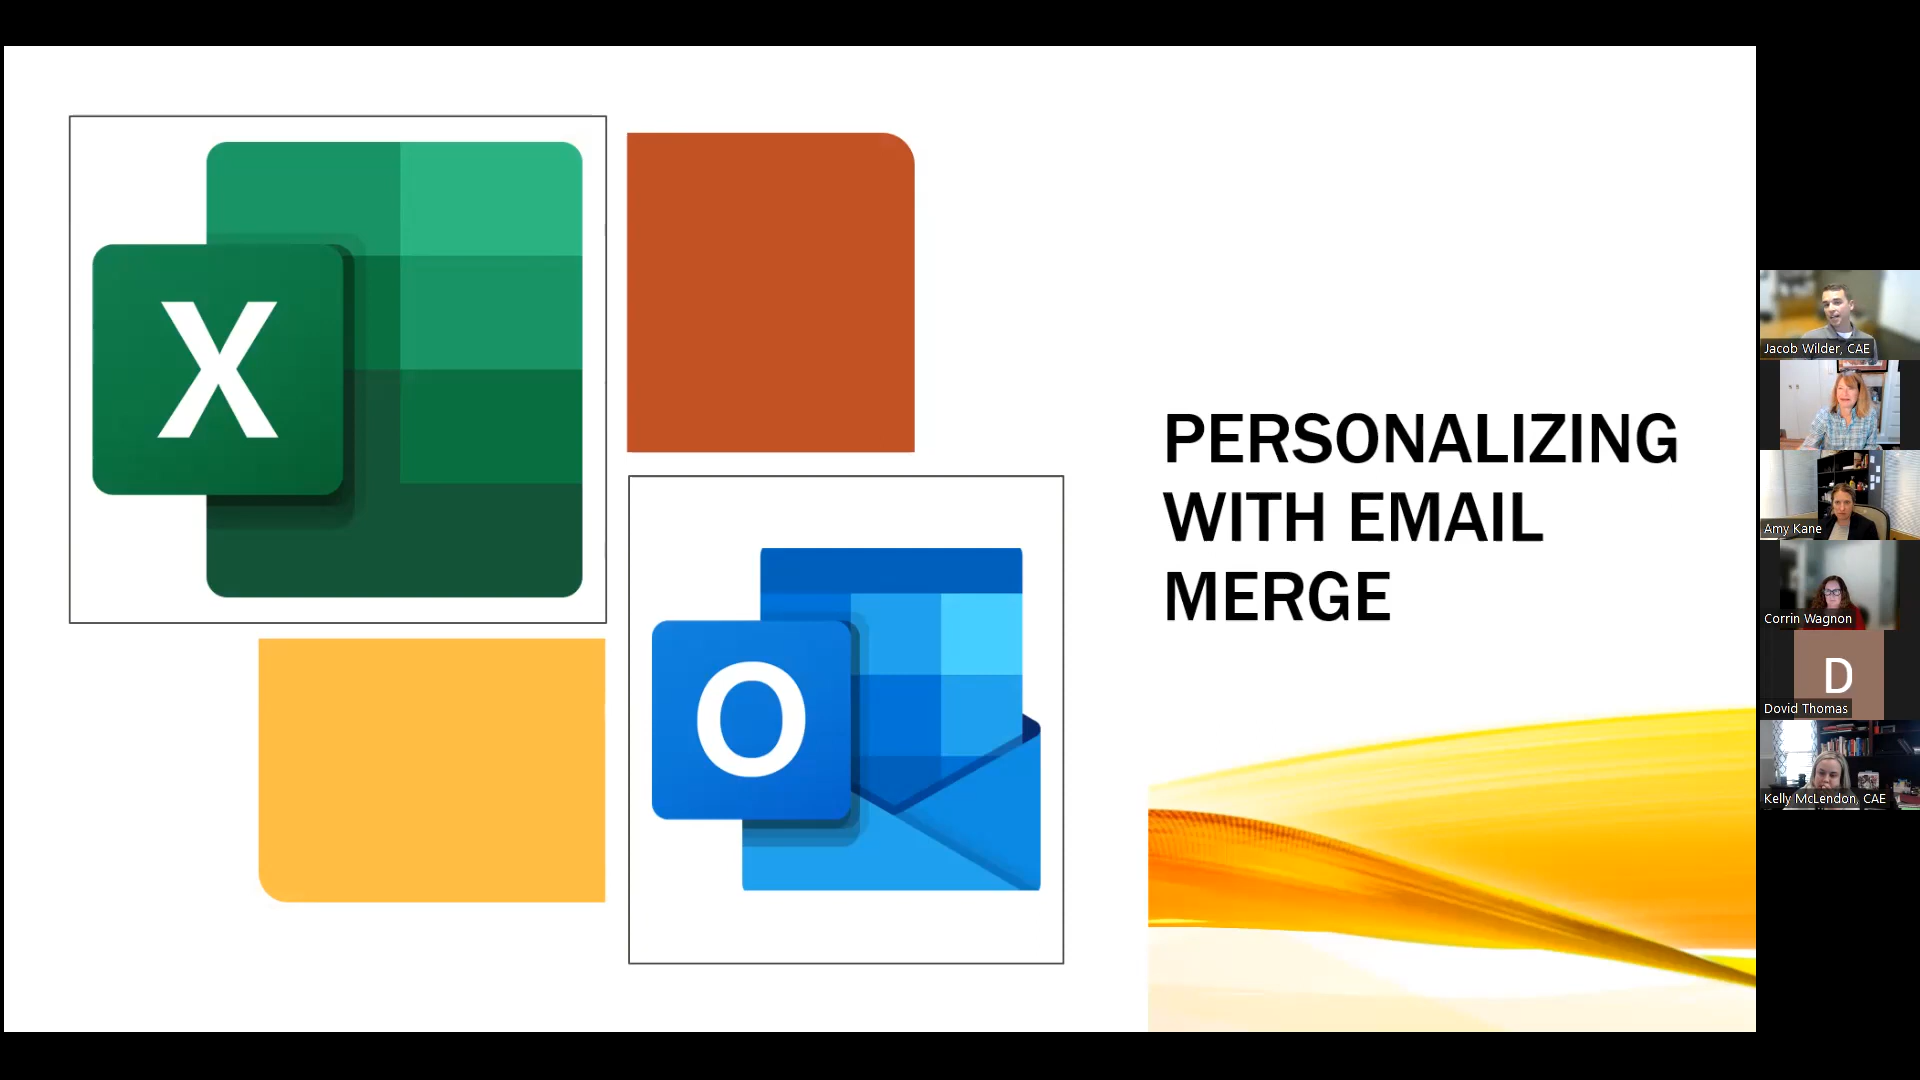 X
O
PERSONALIZING
WITH EMAIL
MERGE
Jacob Wilder, CAE
Amy Kane
Corrin Wagnon
D
Dovid Thomas
Kelly McLendon, CAE